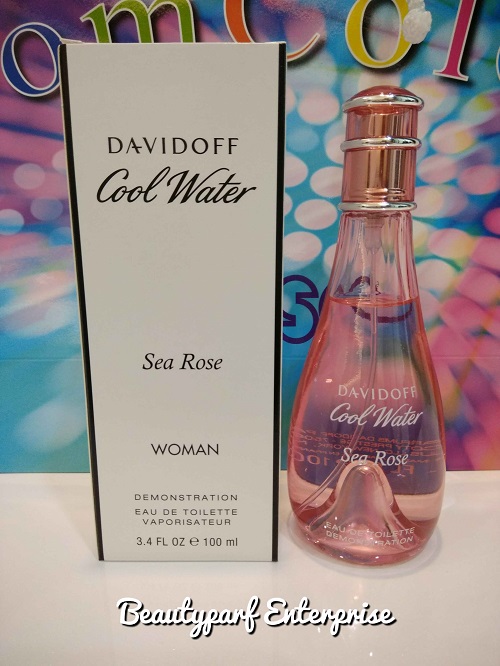 omCol
DAVIDOFF
Cool Water
Sea Rose
WOMAN
DEMONSTRATION
EAU DE TOILETTE
VAPORISATEUR
3.4 FL OZ e 100 ml
DAVIDOFF
Cool Water
Sea Rose
EAU DE TOILETTE
DEMONSTRATION
Beautyparf Enterprise